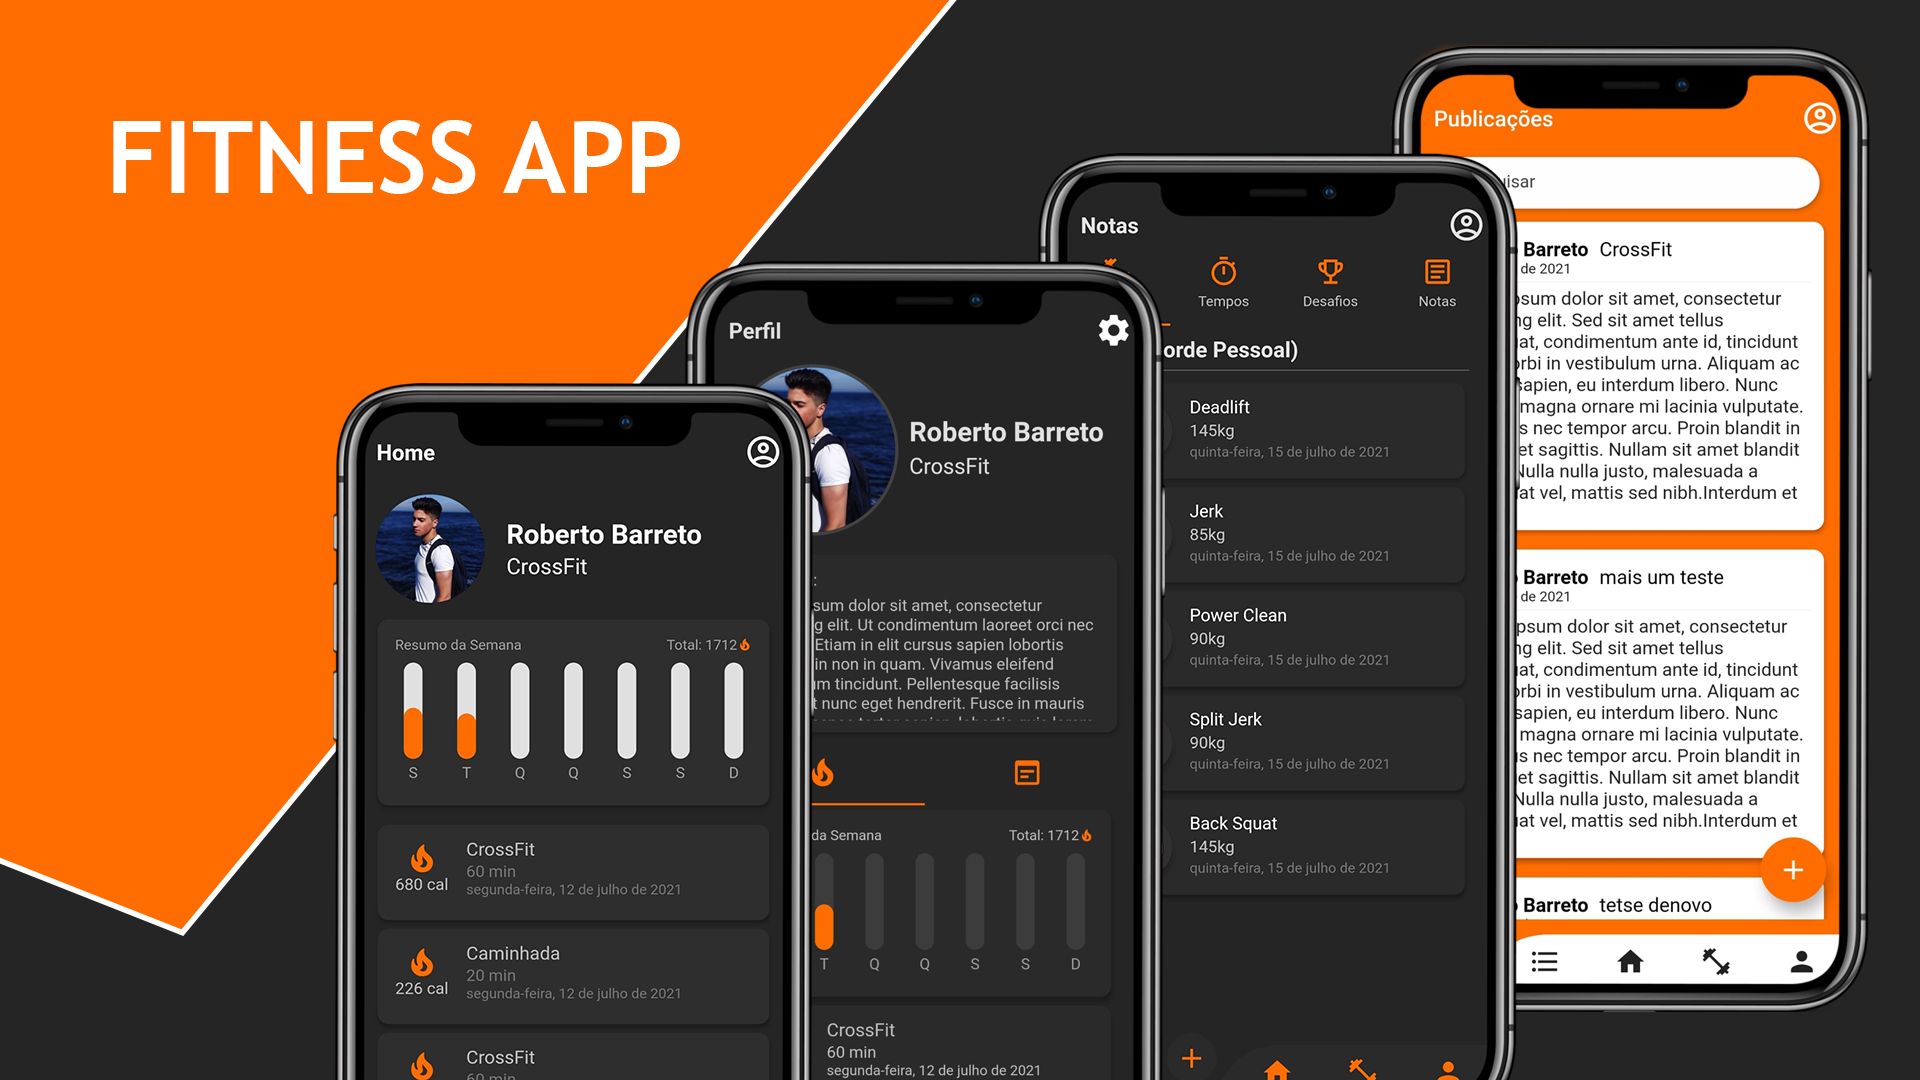 FITNESS APP
Home
Roberto Barreto
CrossFit
Resumo da Semana
Total: 1712
S T Q Q S S D
CrossFit
60 min
680 cal
segunda-feira, 12 de julho de 2021
Caminhada
20 min
226 cal
segunda-feira, 12 de julho de 2021
CrossFit
60 min
Perfil
Roberto Barreto
CrossFit
:
sum dolor sit amet, consectetur
g elit. Ut condimentum laoreet orci nec
Etiam in elit cursus sapien lobortis
in non in quam. Vivamus eleifend
m tincidunt. Pellentesque facilisis
t nunc eget hendrerit. Fusce in mauris
da Semana
Total: 1712
T Q Q S S D
CrossFit
60 min
segunda-feira, 12 de julho de 2021
Notas
Tempos
Desafios
Notas
orde Pessoal)
Deadlift
145kg
quinta-feira, 15 de julho de 2021
Jerk
85kg
quinta-feira, 15 de julho de 2021
Power Clean
90kg
quinta-feira, 15 de julho de 2021
Split Jerk
90kg
quinta-feira, 15 de julho de 2021
Back Squat
145kg
quinta-feira, 15 de julho de 2021
Publicações
isar
Barreto CrossFit
de 2021
psum dolor sit amet, consectetur
ng elit. Sed sit amet tellus
at, condimentum ante id, tincidunt
orbi in vestibulum urna. Aliquam ac
sapien, eu interdum libero. Nunc
magna ornare mi lacinia vulputate.
s nec tempor arcu. Proin blandit in
et sagittis. Nullam sit amet blandit
Nulla nulla justo, malesuada a
at vel, mattis sed nibh.Interdum et
Barreto mais um teste
de 2021
psum dolor sit amet, consectetur
ng elit. Sed sit amet tellus
at, condimentum ante id, tincidunt
orbi in vestibulum urna. Aliquam ac
sapien, eu interdum libero. Nunc
magna ornare mi lacinia vulputate.
s nec tempor arcu. Proin blandit in
et sagittis. Nullam sit amet blandit
Nulla nulla justo, malesuada a
at vel, mattis sed nibh.Interdum et
Barreto tetse denovo